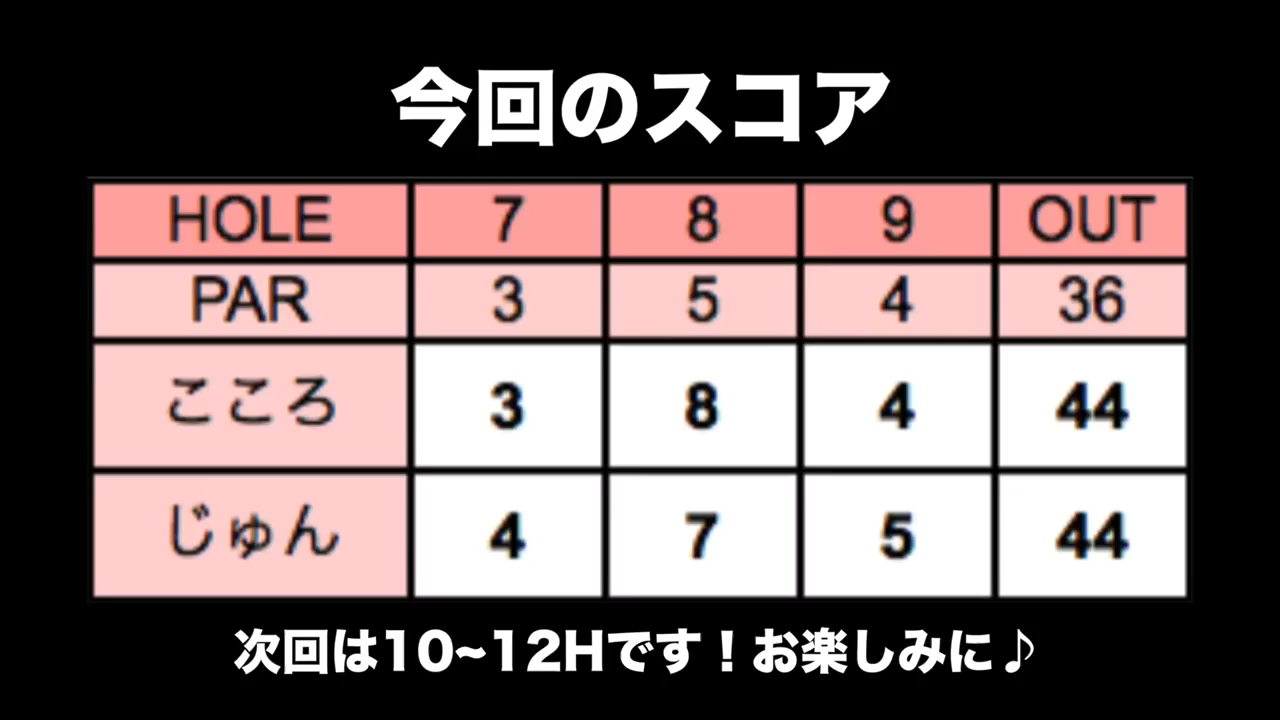 今回のスコア
HOLE 7 8 9 OUT
PAR 3 5 4 36
こころ 3 8 4 44
じゅん 4 7 5 44
次回は10~12Hです！お楽しみに♪